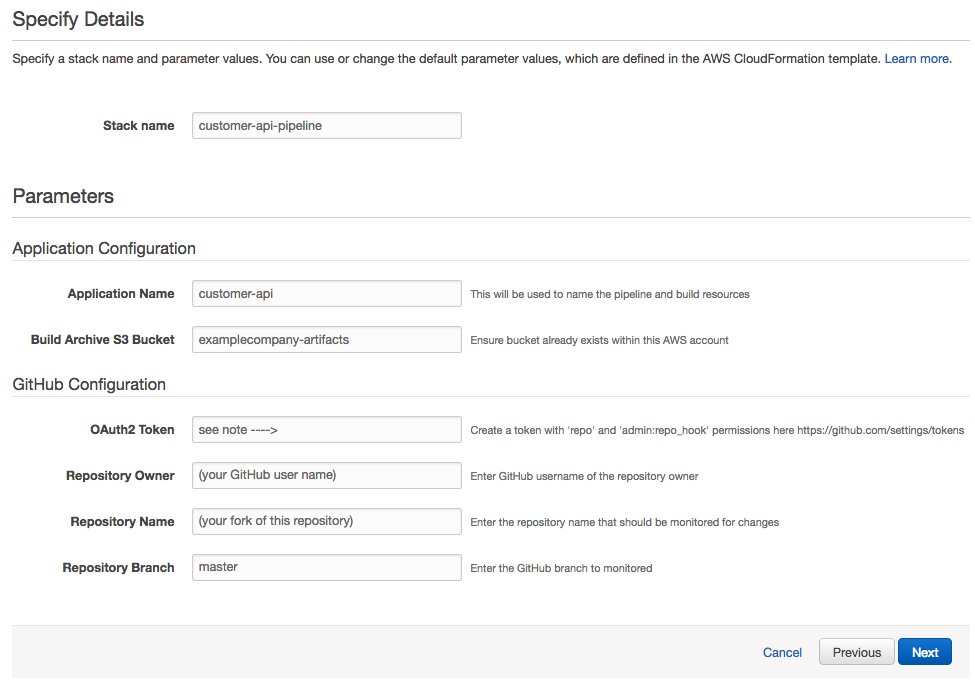 Specify Details
Specify a stack name and parameter values. You can use or change the default parameter values, which are defined in the AWS CloudFormation template. Learn more.
Stack name customer-api-pipeline
Parameters
Application Configuration
Application Name customer-api This will be used to name the pipeline and build resources
Build Archive S3 Bucket examplecompany-artifacts Ensure bucket already exists within this AWS account
GitHub Configuration
OAuth2 Token see note ----> Create a token with 'repo' and 'admin:repo_hook' permissions here https://github.com/settings/tokens
Repository Owner (your GitHub user name) Enter GitHub username of the repository owner
Repository Name (your fork of this repository) Enter the repository name that should be monitored for changes
Repository Branch master Enter the GitHub branch to monitored
Cancel Previous Next